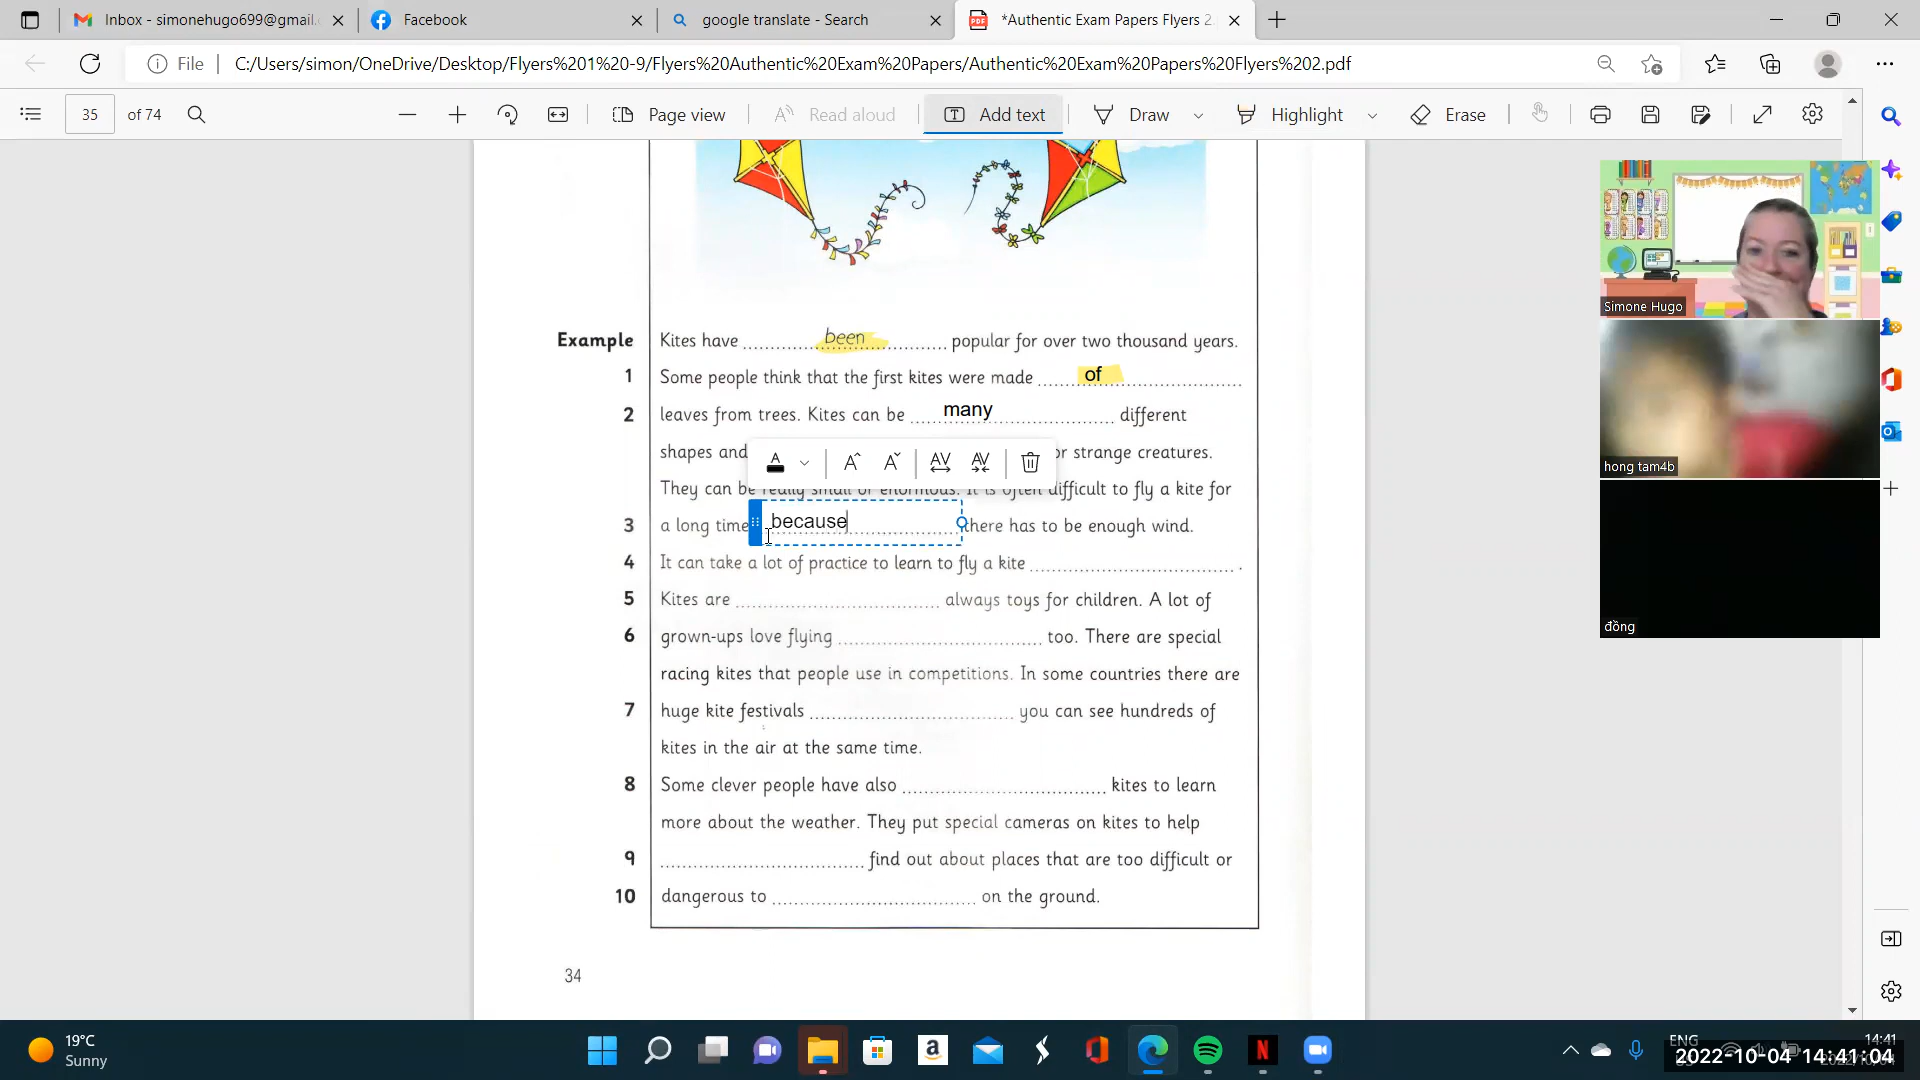 Inbox - simonehugo699@gmail.
Facebook
google translate - Search
*Authentic Exam Papers Flyers 2
File
C:/Users/simon/OneDrive/Desktop/Flyers%201%20-9/Flyers%20Authentic%20Exam%20Papers/Authentic%20Exam%20Papers%20Flyers%202.pdf
35 of 74
Page view
Read aloud
Add text
Draw
Highlight
Erase
Example Kites have been popular for over two thousand years.
1 Some people think that the first kites were made of
2 leaves from trees. Kites can be many different
shapes and or strange creatures.
They can be really small or enormous. It is often difficult to fly a kite for
3 a long time because there has to be enough wind.
4 It can take a lot of practice to learn to fly a kite .
5 Kites are always toys for children. A lot of
6 grown-ups love flying too. There are special
racing kites that people use in competitions. In some countries there are
7 huge kite festivals you can see hundreds of
kites in the air at the same time.
8 Some clever people have also kites to learn
more about the weather. They put special cameras on kites to help
9 find out about places that are too difficult or
10 dangerous to on the ground.
34
Simone Hugo
hong tam4b
đồng
19°C
Sunny
ENG
14:41
2022-10-04 14:41:04